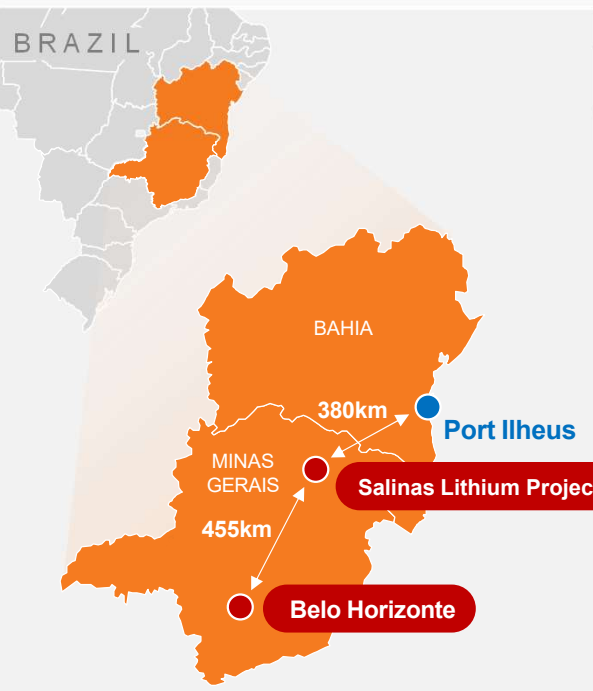 BRAZIL
BAHIA
380km
Port Ilheus
MINAS
GERAIS
Salinas Lithium Projec
455km
Belo Horizonte